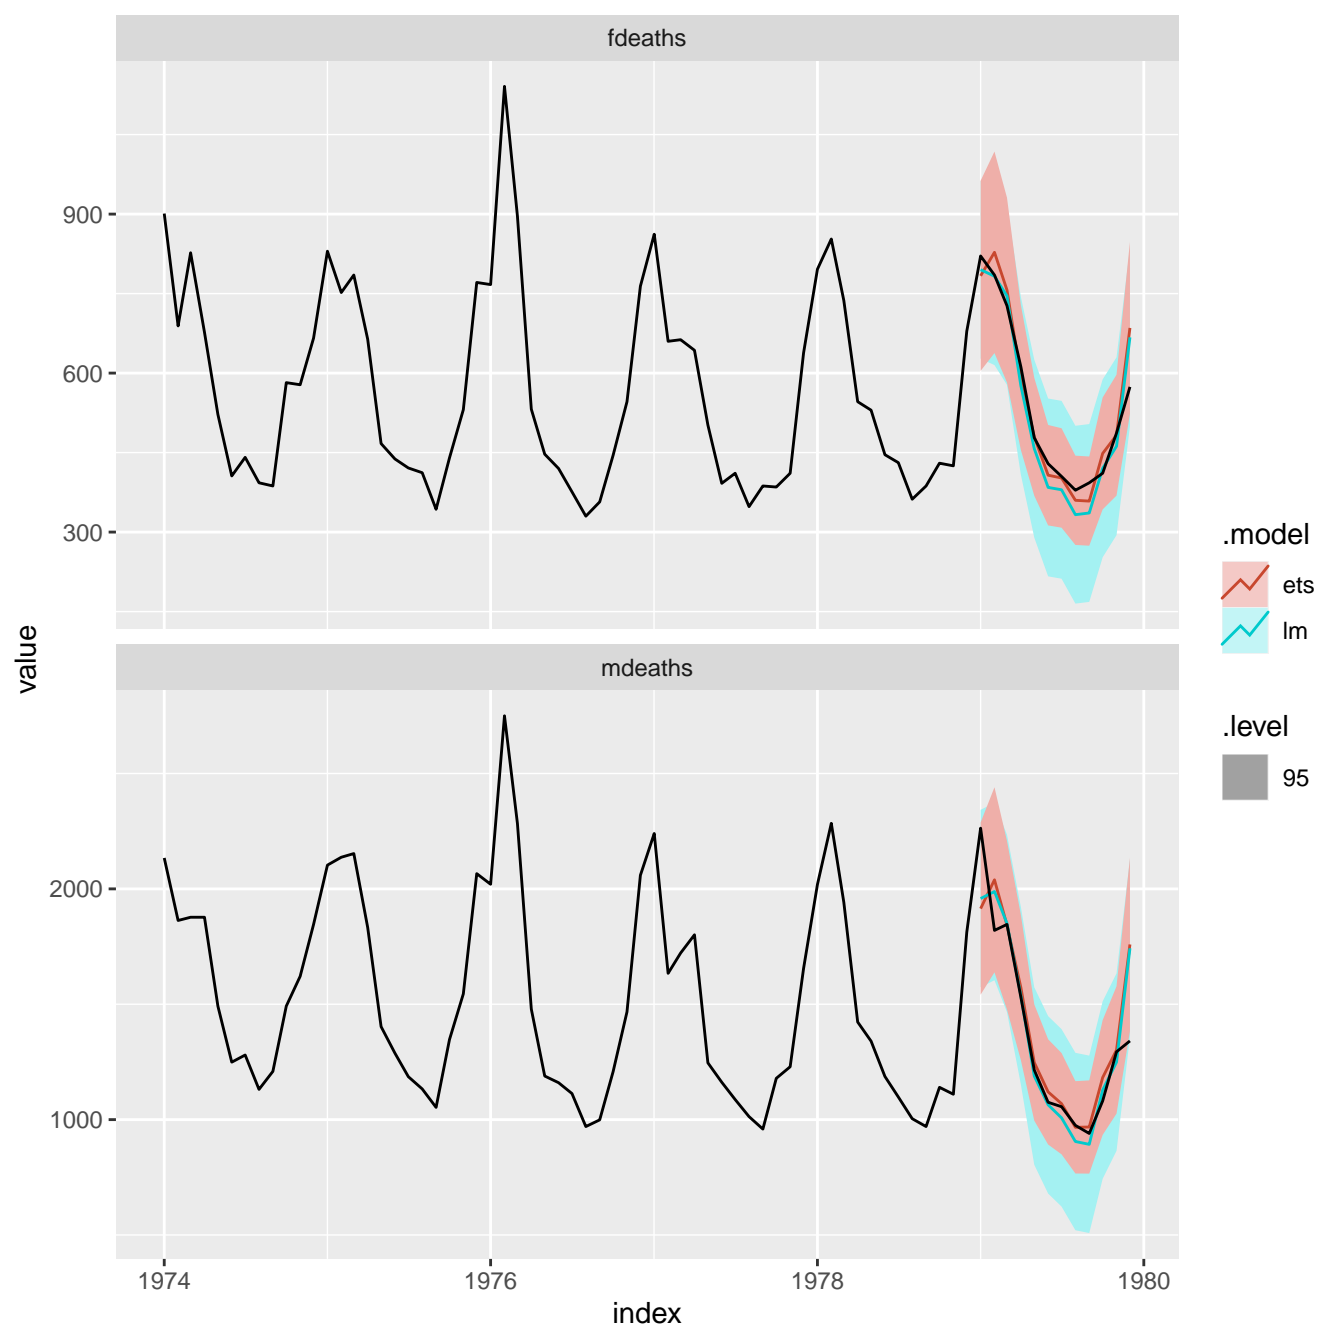 fdeaths
900
600
300
value
mdeaths
2000
1000
1974
1976
1978
1980
index
.model
ets
lm
.level
95